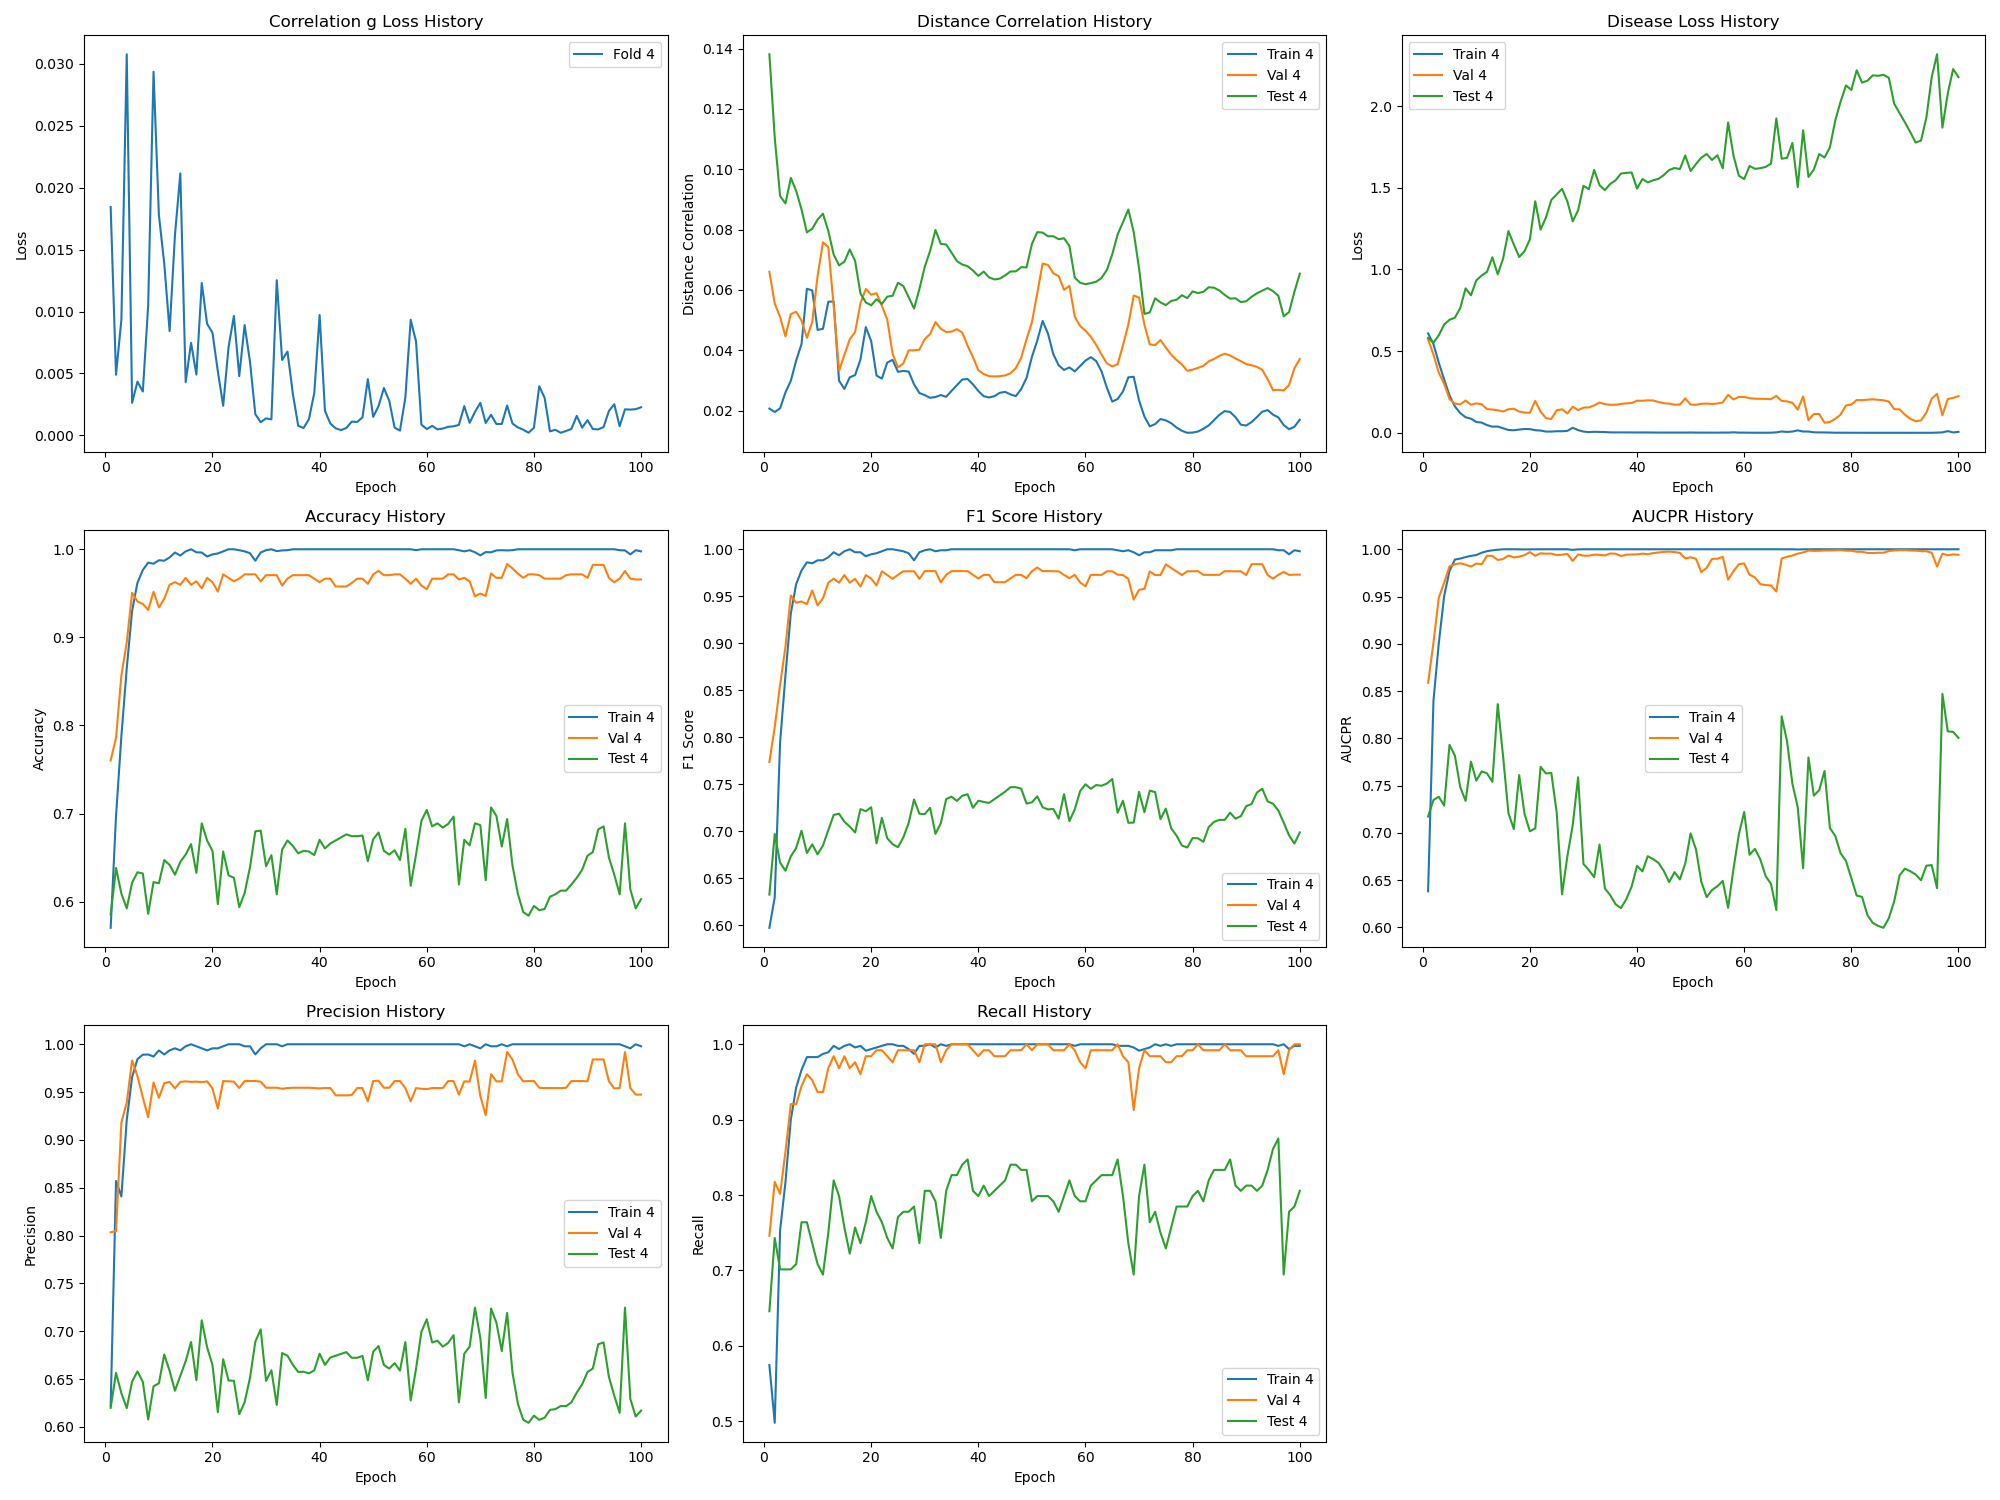 Correlation g Loss History
Loss
0.030
0.025
0.020
0.015
0.010
0.005
0.000
Fold 4
0 20 40 60 80 100
Epoch
Distance Correlation History
Distance Correlation
0.14
0.12
0.10
0.08
0.06
0.04
0.02
Train 4
Val 4
Test 4
0 20 40 60 80 100
Epoch
Disease Loss History
Loss
2.0
1.5
1.0
0.5
0.0
Train 4
Val 4
Test 4
0 20 40 60 80 100
Epoch
Accuracy History
Accuracy
1.0
0.9
0.8
0.7
0.6
Train 4
Val 4
Test 4
0 20 40 60 80 100
Epoch
F1 Score History
F1 Score
1.00
0.95
0.90
0.85
0.80
0.75
0.70
0.65
0.60
Train 4
Val 4
Test 4
0 20 40 60 80 100
Epoch
AUCPR History
AUCPR
1.00
0.95
0.90
0.85
0.80
0.75
0.70
0.65
0.60
Train 4
Val 4
Test 4
0 20 40 60 80 100
Epoch
Precision History
Precision
1.00
0.95
0.90
0.85
0.80
0.75
0.70
0.65
0.60
Train 4
Val 4
Test 4
0 20 40 60 80 100
Epoch
Recall History
Recall
1.0
0.9
0.8
0.7
0.6
0.5
Train 4
Val 4
Test 4
0 20 40 60 80 100
Epoch